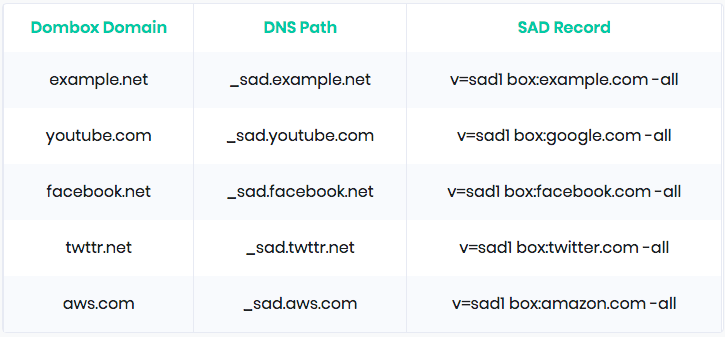 Dombox Domain DNS Path SAD Record
example.net _sad.example.net v=sad1 box:example.com -all
youtube.com _sad.youtube.com v=sad1 box:google.com -all
facebook.net _sad.facebook.net v=sad1 box:facebook.com -all
twttr.net _sad.twttr.net v=sad1 box:twitter.com -all
aws.com _sad.aws.com v=sad1 box:amazon.com -all